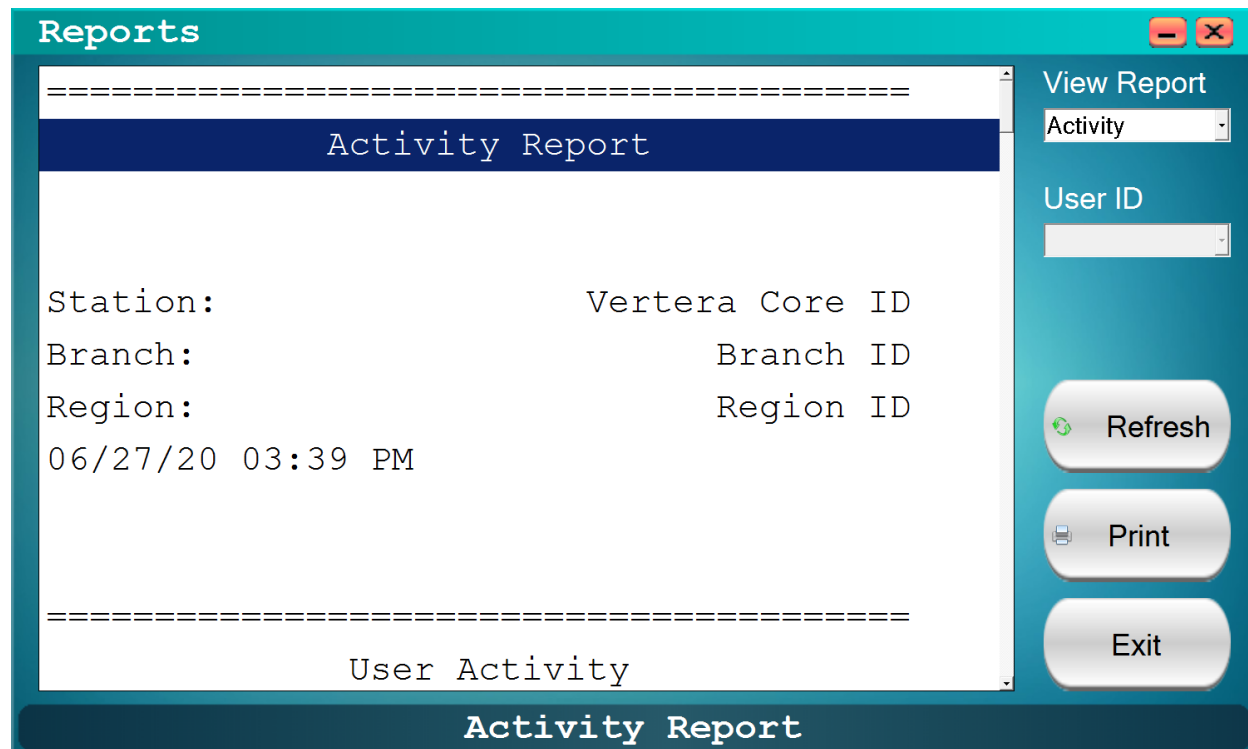 Reports
========================================
Activity Report
Station: Vertera Core ID
Branch: Branch ID
Region: Region ID
06/27/20 03:39 PM
========================================
User Activity
View Report
Activity
User ID
Refresh
Print
Exit
Activity Report